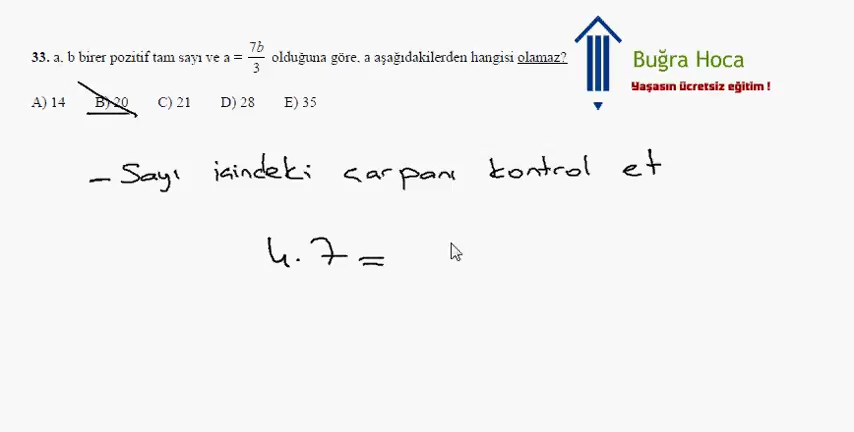 33. a. b birer pozitif tam sayı ve a = 7b/3 olduğuna göre, a aşağıdakilerden hangisi olamaz?
A) 14 B) 20 C) 21 D) 28 E) 35
Buğra Hoca
Yaşasın ücretsiz eğitim !
– Sayı içindeki çarpanı kontrol et
4.7 =